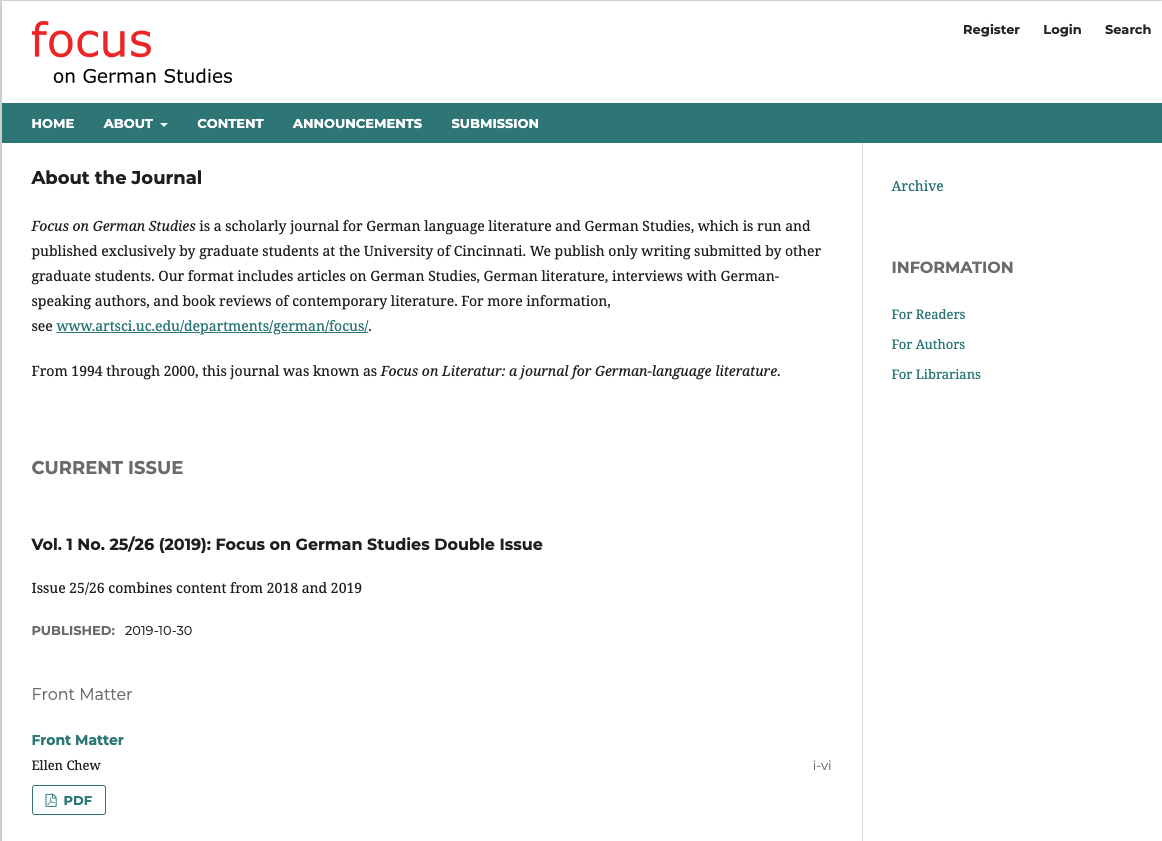 focus
on German Studies
Register Login Search
HOME ABOUT CONTENT ANNOUNCEMENTS SUBMISSION
About the Journal
Focus on German Studies is a scholarly journal for German language literature and German Studies, which is run and
published exclusively by graduate students at the University of Cincinnati. We publish only writing submitted by other
graduate students. Our format includes articles on German Studies, German literature, interviews with German-
speaking authors, and book reviews of contemporary literature. For more information,
see www.artsci.uc.edu/departments/german/focus/.
From 1994 through 2000, this journal was known as Focus on Literatur: a journal for German-language literature.
CURRENT ISSUE
Vol. 1 No. 25/26 (2019): Focus on German Studies Double Issue
Issue 25/26 combines content from 2018 and 2019
PUBLISHED: 2019-10-30
Front Matter
Front Matter
Ellen Chew i-vi
PDF
Archive
INFORMATION
For Readers
For Authors
For Librarians